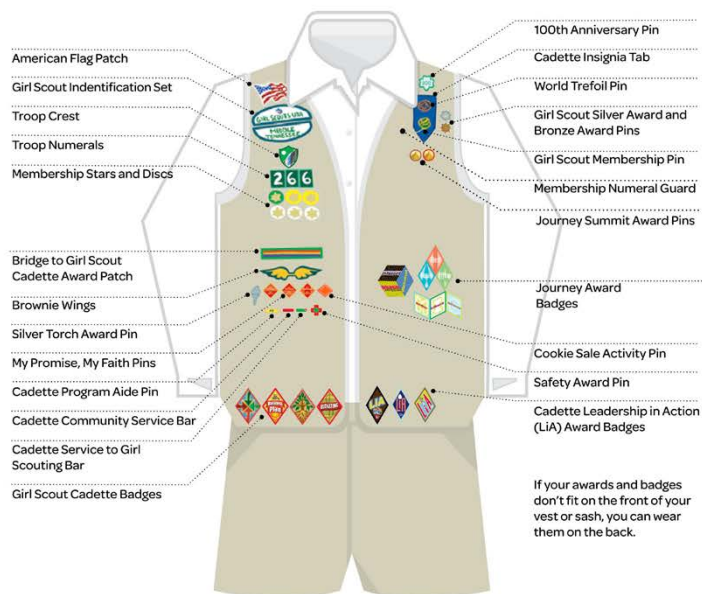 American Flag Patch
Girl Scout Indentification Set
Troop Crest
Troop Numerals
Membership Stars and Discs
Bridge to Girl Scout
Cadette Award Patch
Brownie Wings
Silver Torch Award Pin
My Promise, My Faith Pins
Cadette Program Aide Pin
Cadette Community Service Bar
Cadette Service to Girl
Scouting Bar
Girl Scout Cadette Badges
GIRL SCOUTS USA
MIDDLE
TENNESSEE
266
100th Anniversary Pin
Cadette Insignia Tab
World Trefoil Pin
Girl Scout Silver Award and
Bronze Award Pins
Girl Scout Membership Pin
Membership Numeral Guard
Journey Summit Award Pins
Journey Award
Badges
Cookie Sale Activity Pin
Safety Award Pin
Cadette Leadership in Action
(LiA) Award Badges
If your awards and badges
don't fit on the front of your
vest or sash, you can wear
them on the back.